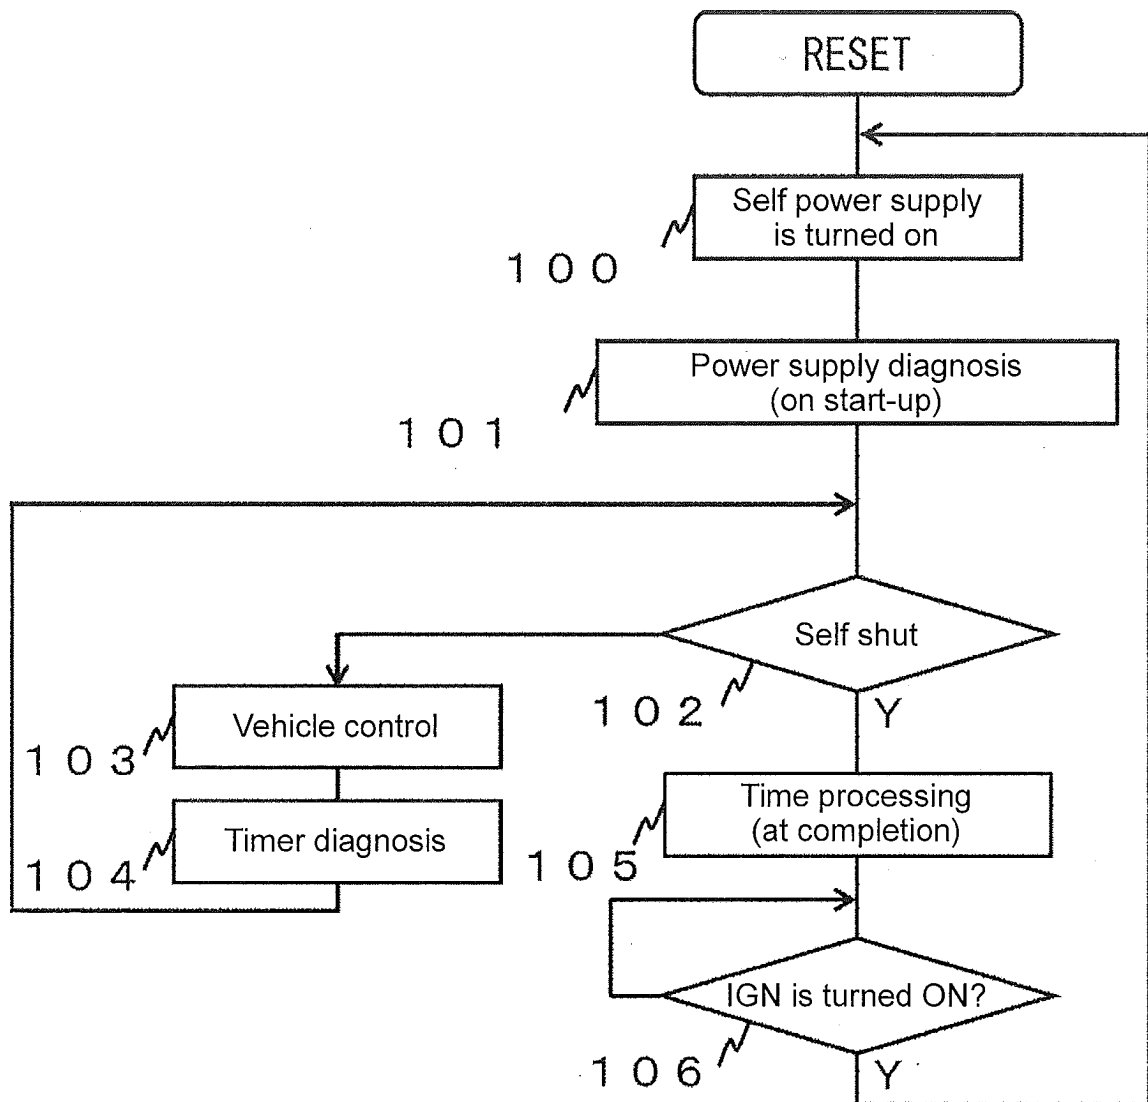 RESET
Self power supply
is turned on
100
Power supply diagnosis
(on start-up)
101
Self shut
102
Y
Vehicle control
103
Timer diagnosis
104
Time processing
(at completion)
105
IGN is turned ON?
106
Y